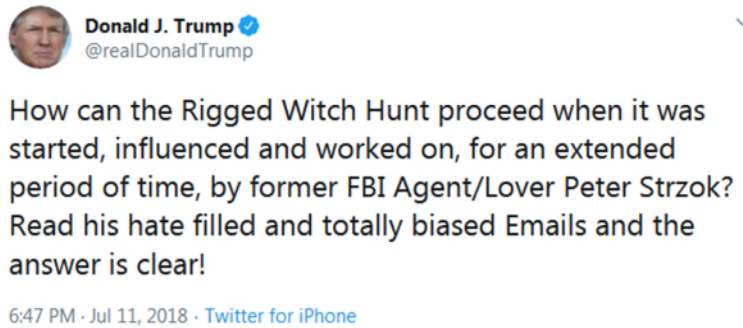 Donald J. Trump
@realDonaldTrump
How can the Rigged Witch Hunt proceed when it was
started, influenced and worked on, for an extended
period of time, by former FBI Agent/Lover Peter Strzok?
Read his hate filled and totally biased Emails and the
answer is clear!
6:47 PM · Jul 11, 2018 · Twitter for iPhone